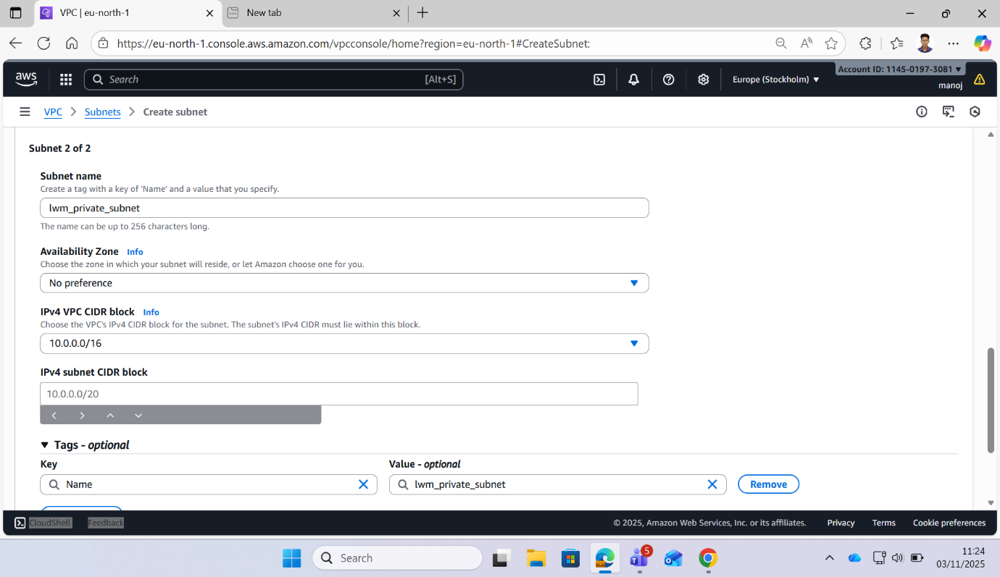 VPC | eu-north-1
New tab
https://eu-north-1.console.aws.amazon.com/vpcconsole/home?region=eu-north-1#CreateSubnet:
aws
Search [Alt+S]
Europe (Stockholm)
Account ID: 1145-0197-3081
manoj
VPC > Subnets > Create subnet
Subnet 2 of 2
Subnet name
Create a tag with a key of 'Name' and a value that you specify.
lwm_private_subnet
The name can be up to 256 characters long.
Availability Zone Info
Choose the zone in which your subnet will reside, or let Amazon choose one for you.
No preference
IPv4 VPC CIDR block Info
Choose the VPC's IPv4 CIDR block for the subnet. The subnet's IPv4 CIDR must lie within this block.
10.0.0.0/16
IPv4 subnet CIDR block
10.0.0.0/20
Tags - optional
Key Value - optional
Name lwm_private_subnet Remove
CloudShell Feedback © 2025, Amazon Web Services, Inc. or its affiliates. Privacy Terms Cookie preferences
Search
5
11:24
03/11/2025